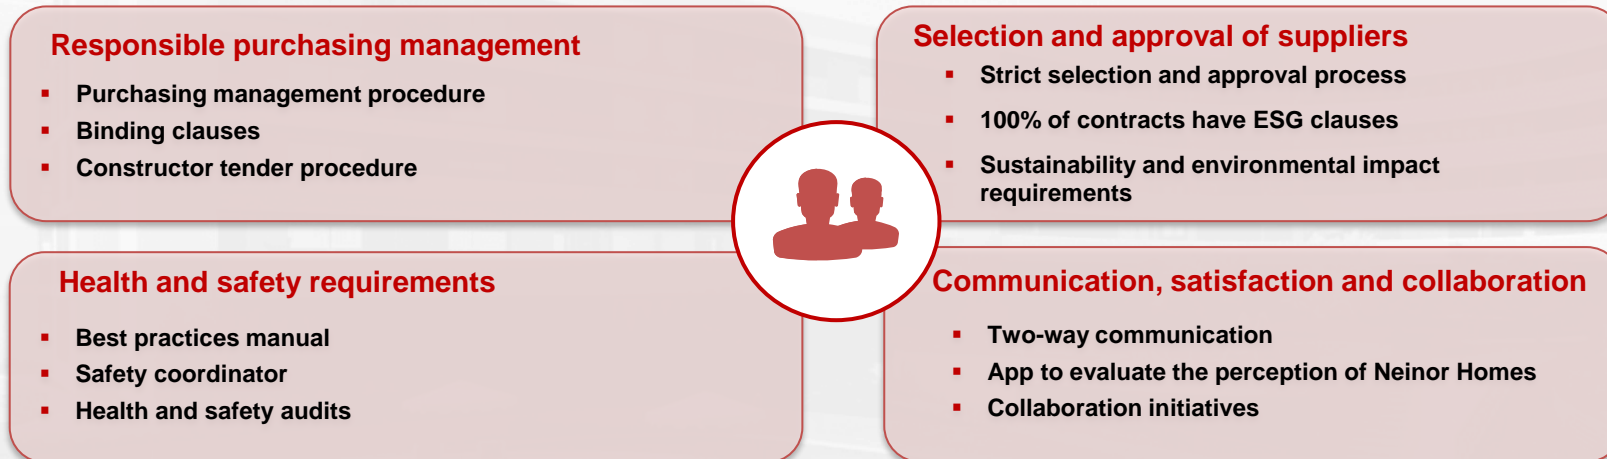 Responsible purchasing management
Purchasing management procedure
Binding clauses
Constructor tender procedure
Selection and approval of suppliers
Strict selection and approval process
100% of contracts have ESG clauses
Sustainability and environmental impact
requirements
Health and safety requirements
Best practices manual
Safety coordinator
Health and safety audits
Communication, satisfaction and collaboration
Two-way communication
App to evaluate the perception of Neinor Homes
Collaboration initiatives